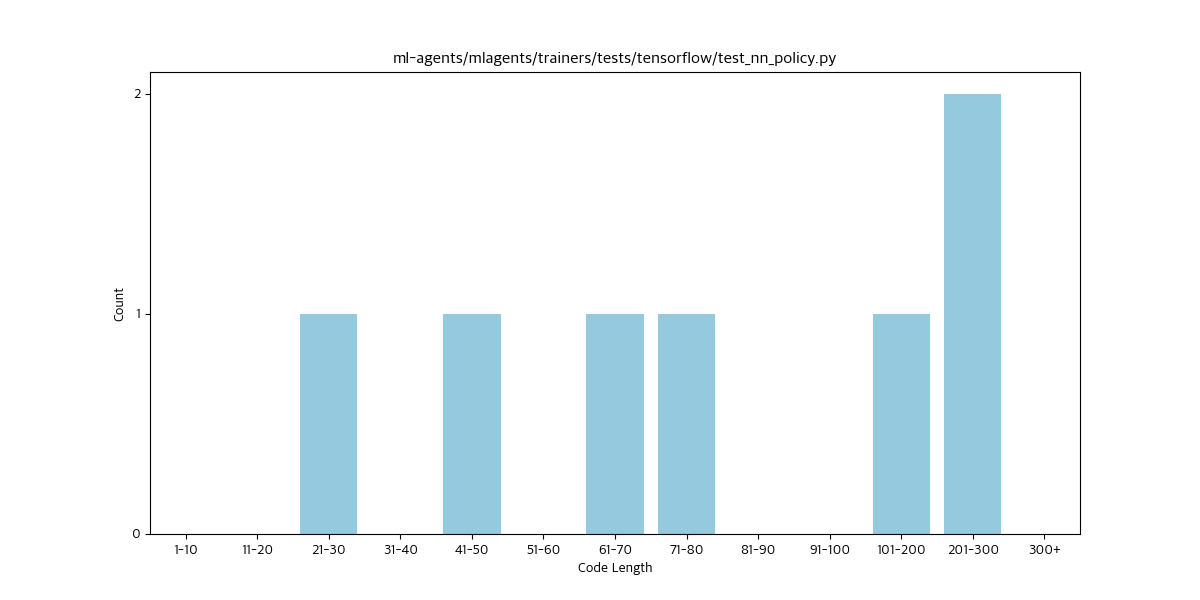 ml-agents/mlagents/trainers/tests/tensorflow/test_nn_policy.py
Count
2
1
0
1-10 11-20 21-30 31-40 41-50 51-60 61-70 71-80 81-90 91-100 101-200 201-300 300+
Code Length